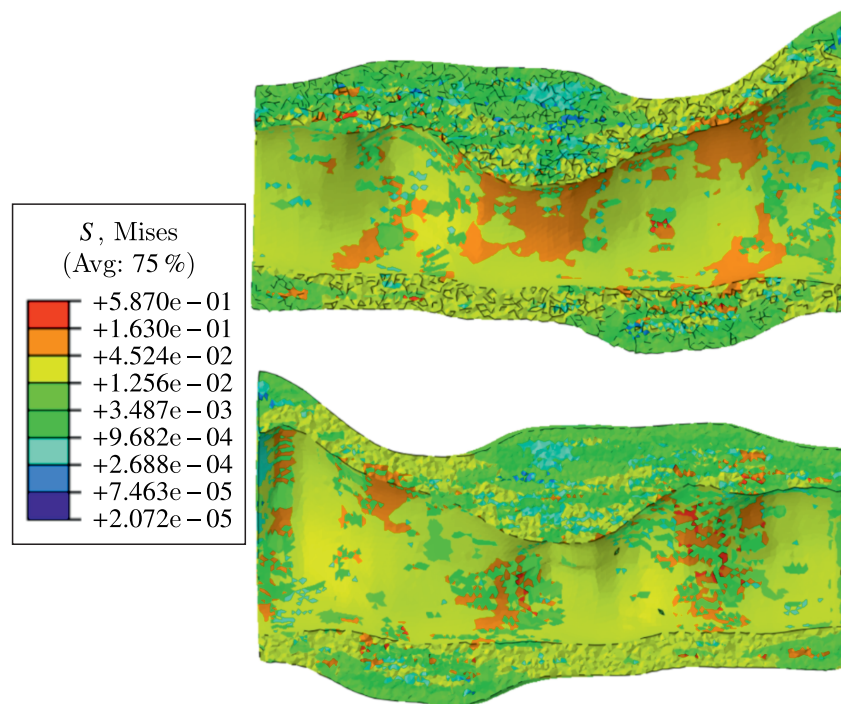 S, Mises
(Avg: 75 %)
+5.870e − 01
+1.630e − 01
+4.524e − 02
+1.256e − 02
+3.487e − 03
+9.682e − 04
+2.688e − 04
+7.463e − 05
+2.072e − 05